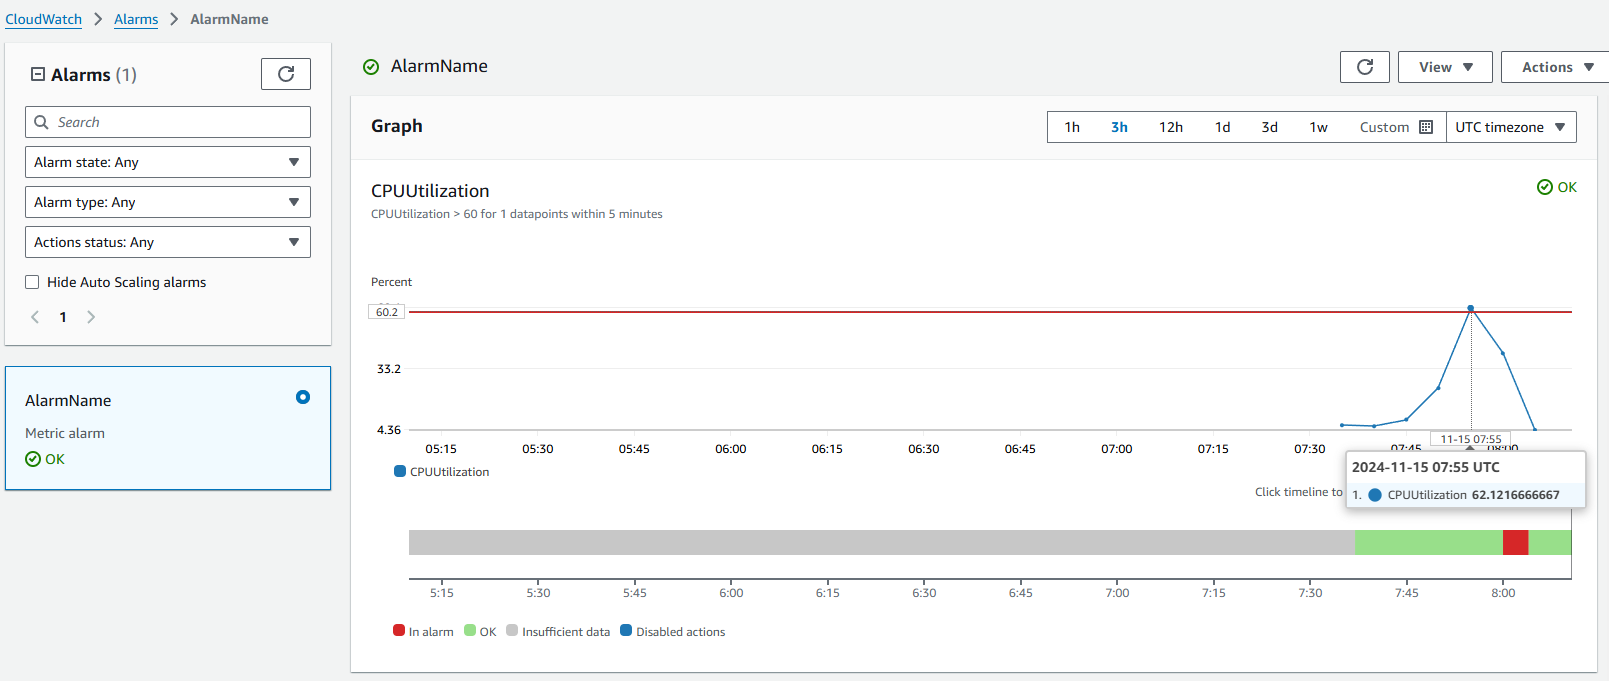 CloudWatch > Alarms > AlarmName
Alarms (1)
Search
Alarm state: Any
Alarm type: Any
Actions status: Any
Hide Auto Scaling alarms
1
AlarmName
Metric alarm
OK
AlarmName
View
Actions
Graph
1h 3h 12h 1d 3d 1w Custom UTC timezone
CPUUtilization
OK
CPUUtilization > 60 for 1 datapoints within 5 minutes
Percent
60.2
33.2
4.36
05:15 05:30 05:45 06:00 06:15 06:30 06:45 07:00 07:15 07:30 07:45 08:00
11-15 07:55
CPUUtilization
2024-11-15 07:55 UTC
1. CPUUtilization 62.1216666667
Click timeline to
5:15 5:30 5:45 6:00 6:15 6:30 6:45 7:00 7:15 7:30 7:45 8:00
In alarm OK Insufficient data Disabled actions